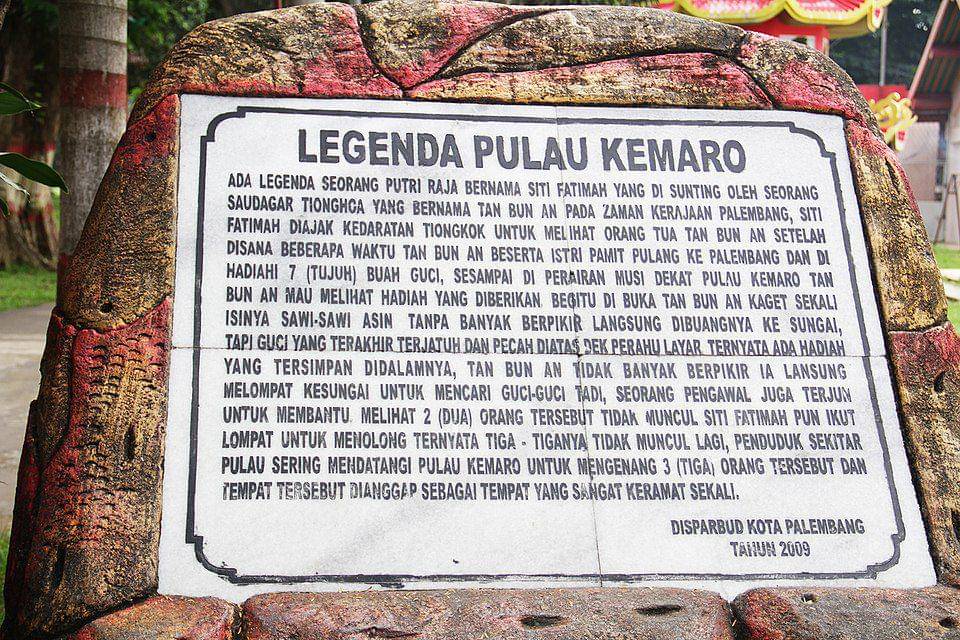 LEGENDA PULAU KEMARO
ADA LEGENDA SEORANG PUTRI RAJA BERNAMA SITI FATIMAH YANG DI SUNTING OLEH SEORANG
SAUDAGAR TIONGHCA YANG BERNAMA TAN BUN AN PADA ZAMAN KERAJAAN PALEMBANG, SITI
FATIMAH DIAJAK KEDARATAN TIONGKOK UNTUK MELIHAT ORANG TUA TAN BUN AN SETELAH
DISANA BEBERAPA WAKTU TAN BUN AN BESERTA ISTRI PAMIT PULANG KE PALEMBANG DAN DI
HADIAHI 7 (TUJUH) BUAH GUCI, SESAMPAI DI PERAIRAN MUSI DEKAT PULAU KEMARO TAN
BUN AN MAU MELIHAT HADIAH YANG DIBERIKAN. BEGITU DI BUKA TAN BUN AN KAGET SEKALI
ISINYA SAWI-SAWI ASIN TANPA BANYAK BERPIKIR LANGSUNG DIBUANGNYA KE SUNGAI,
TAPI GUCI YANG TERAKHIR TERJATUH DAN PECAH DIATAS DEK PERAHU LAYAR TERNYATA ADA HADIAH
YANG TERSIMPAN DIDALAMNYA, TAN BUN AN TIDAK BANYAK BERPIKIR IA LANSUNG
MELOMPAT KESUNGAI UNTUK MENCARI GUCI-GUCI TADI, SEORANG PENGAWAL JUGA TERJUN
UNTUK MEMBANTU. MELIHAT 2 (DUA) ORANG TERSEBUT TIDAK MUNCUL SITI FATIMAH PUN IKUT
LOMPAT UNTUK MENOLONG TERNYATA TIGA - TIGANYA TIDAK MUNCUL LAGI, PENDUDUK SEKITAR
PULAU SERING MENDATANGI PULAU KEMARO UNTUK MENGENANG 3 (TIGA) ORANG TERSEBUT DAN
TEMPAT TERSEBUT DIANGGAP SEBAGAI TEMPAT YANG SANGAT KERAMAT SEKALI.
DISPARBUD KOTA PALEMBANG
TAHUN 2009